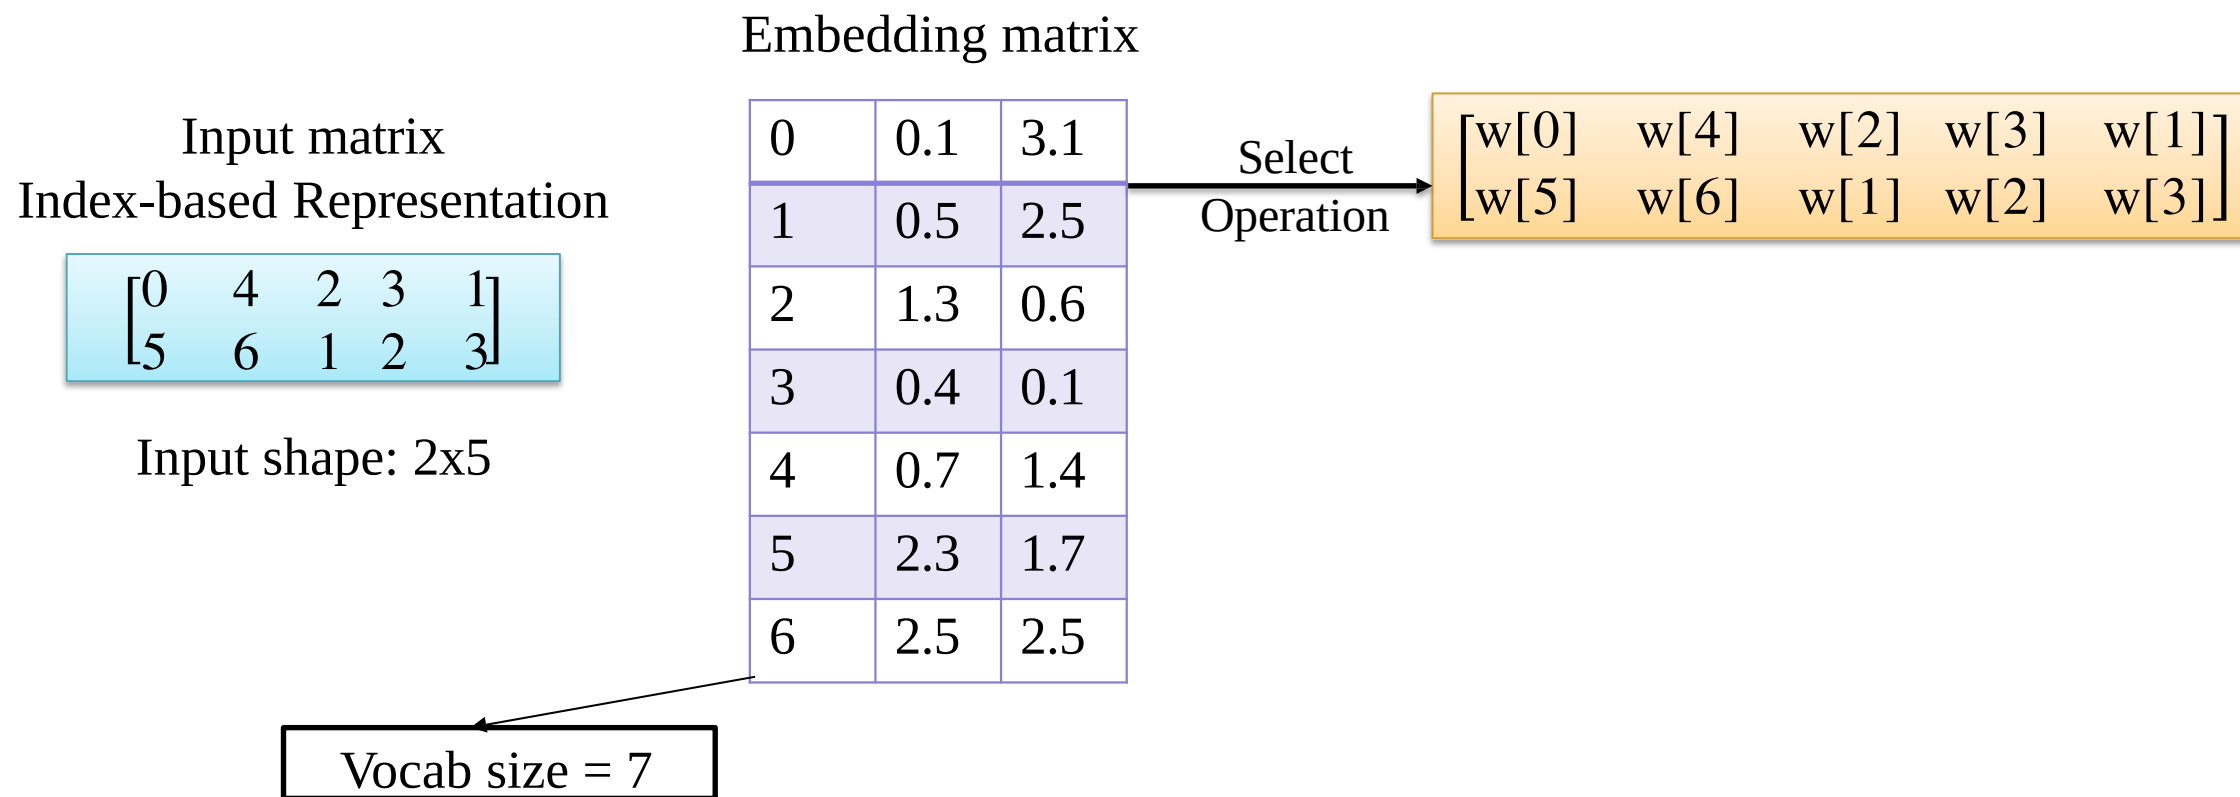 Embedding matrix
Input matrix
Index-based Representation
[0 4 2 3 1]
[5 6 1 2 3]
Input shape: 2x5
0 0.1 3.1
1 0.5 2.5
2 1.3 0.6
3 0.4 0.1
4 0.7 1.4
5 2.3 1.7
6 2.5 2.5
Vocab size = 7
Select
Operation
[w[0] w[4] w[2] w[3] w[1]]
[w[5] w[6] w[1] w[2] w[3]]